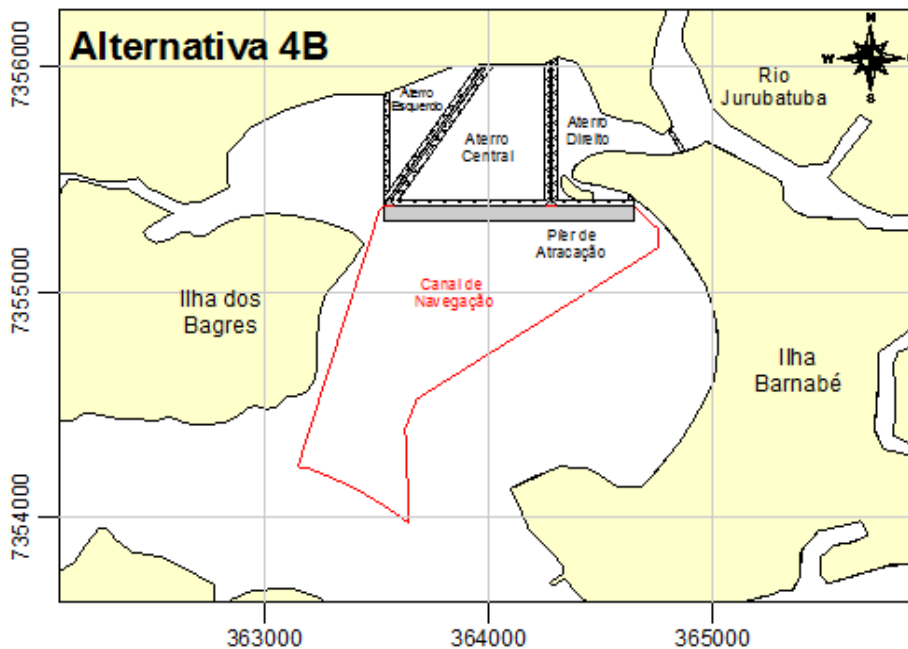 Alternativa 4B
N
W
S
Rio
Jurubatuba
Aterro
Esquerdo
Aterro
Central
Aterro
Direito
Píer de
Atracação
Canal de
Navegação
Ilha dos
Bagres
Ilha
Barnabé
7356000
7355000
7354000
363000
364000
365000